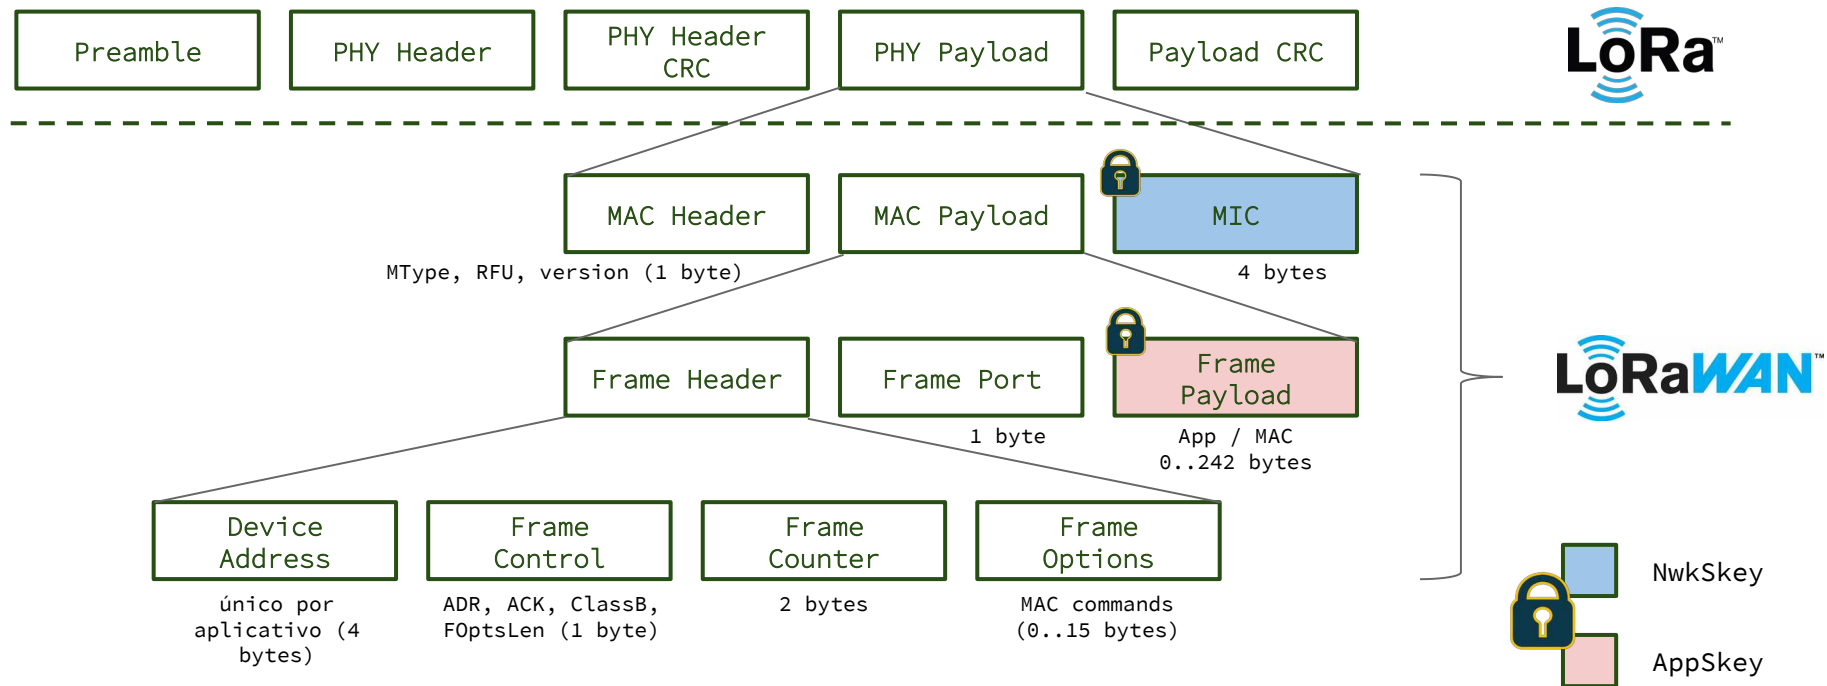 Preamble
PHY Header
PHY Header
CRC
PHY Payload
Payload CRC
LoRa™
MAC Header
MAC Payload
MIC
MType, RFU, version (1 byte)
4 bytes
Frame Header
Frame Port
Frame
Payload
LoRaWAN™
1 byte
App / MAC
0..242 bytes
Device
Address
Frame
Control
Frame
Counter
Frame
Options
único por
aplicativo (4
bytes)
ADR, ACK, ClassB,
FOptsLen (1 byte)
2 bytes
MAC commands
(0..15 bytes)
NwkSkey
AppSkey